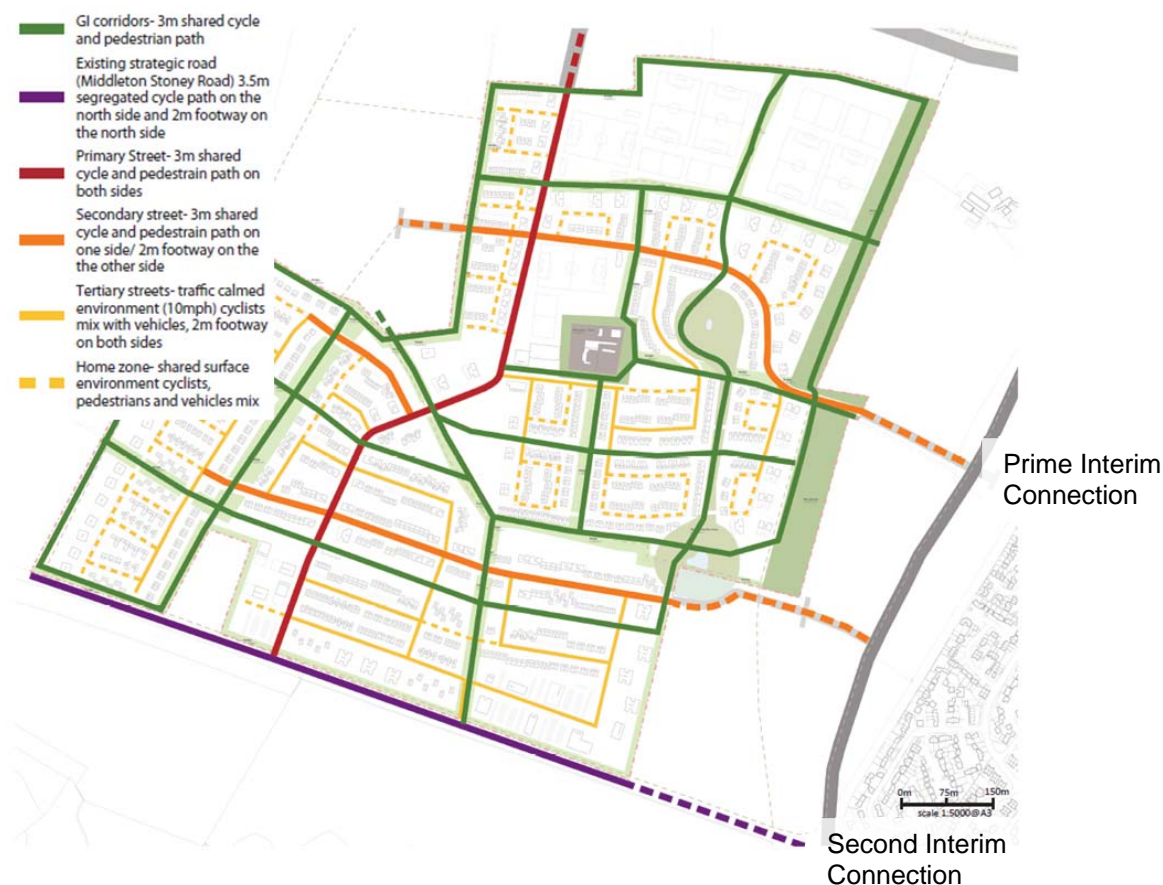 GI corridors- 3m shared cycle
and pedestrian path
Existing strategic road
(Middleton Stoney Road) 3.5m
segregated cycle path on the
north side and 2m footway on
the north side
Primary Street- 3m shared
cycle and pedestrain path on
both sides
Secondary street- 3m shared
cycle and pedestrain path on
one side/ 2m footway on the
the other side
Tertiary streets- traffic calmed
environment (10mph) cyclists
mix with vehicles, 2m footway
on both sides
Home zone- shared surface
environment cyclists,
pedestrians and vehicles mix
Prime Interim
Connection
0m 75m 150m
scale 1:5000@A3
Second Interim
Connection